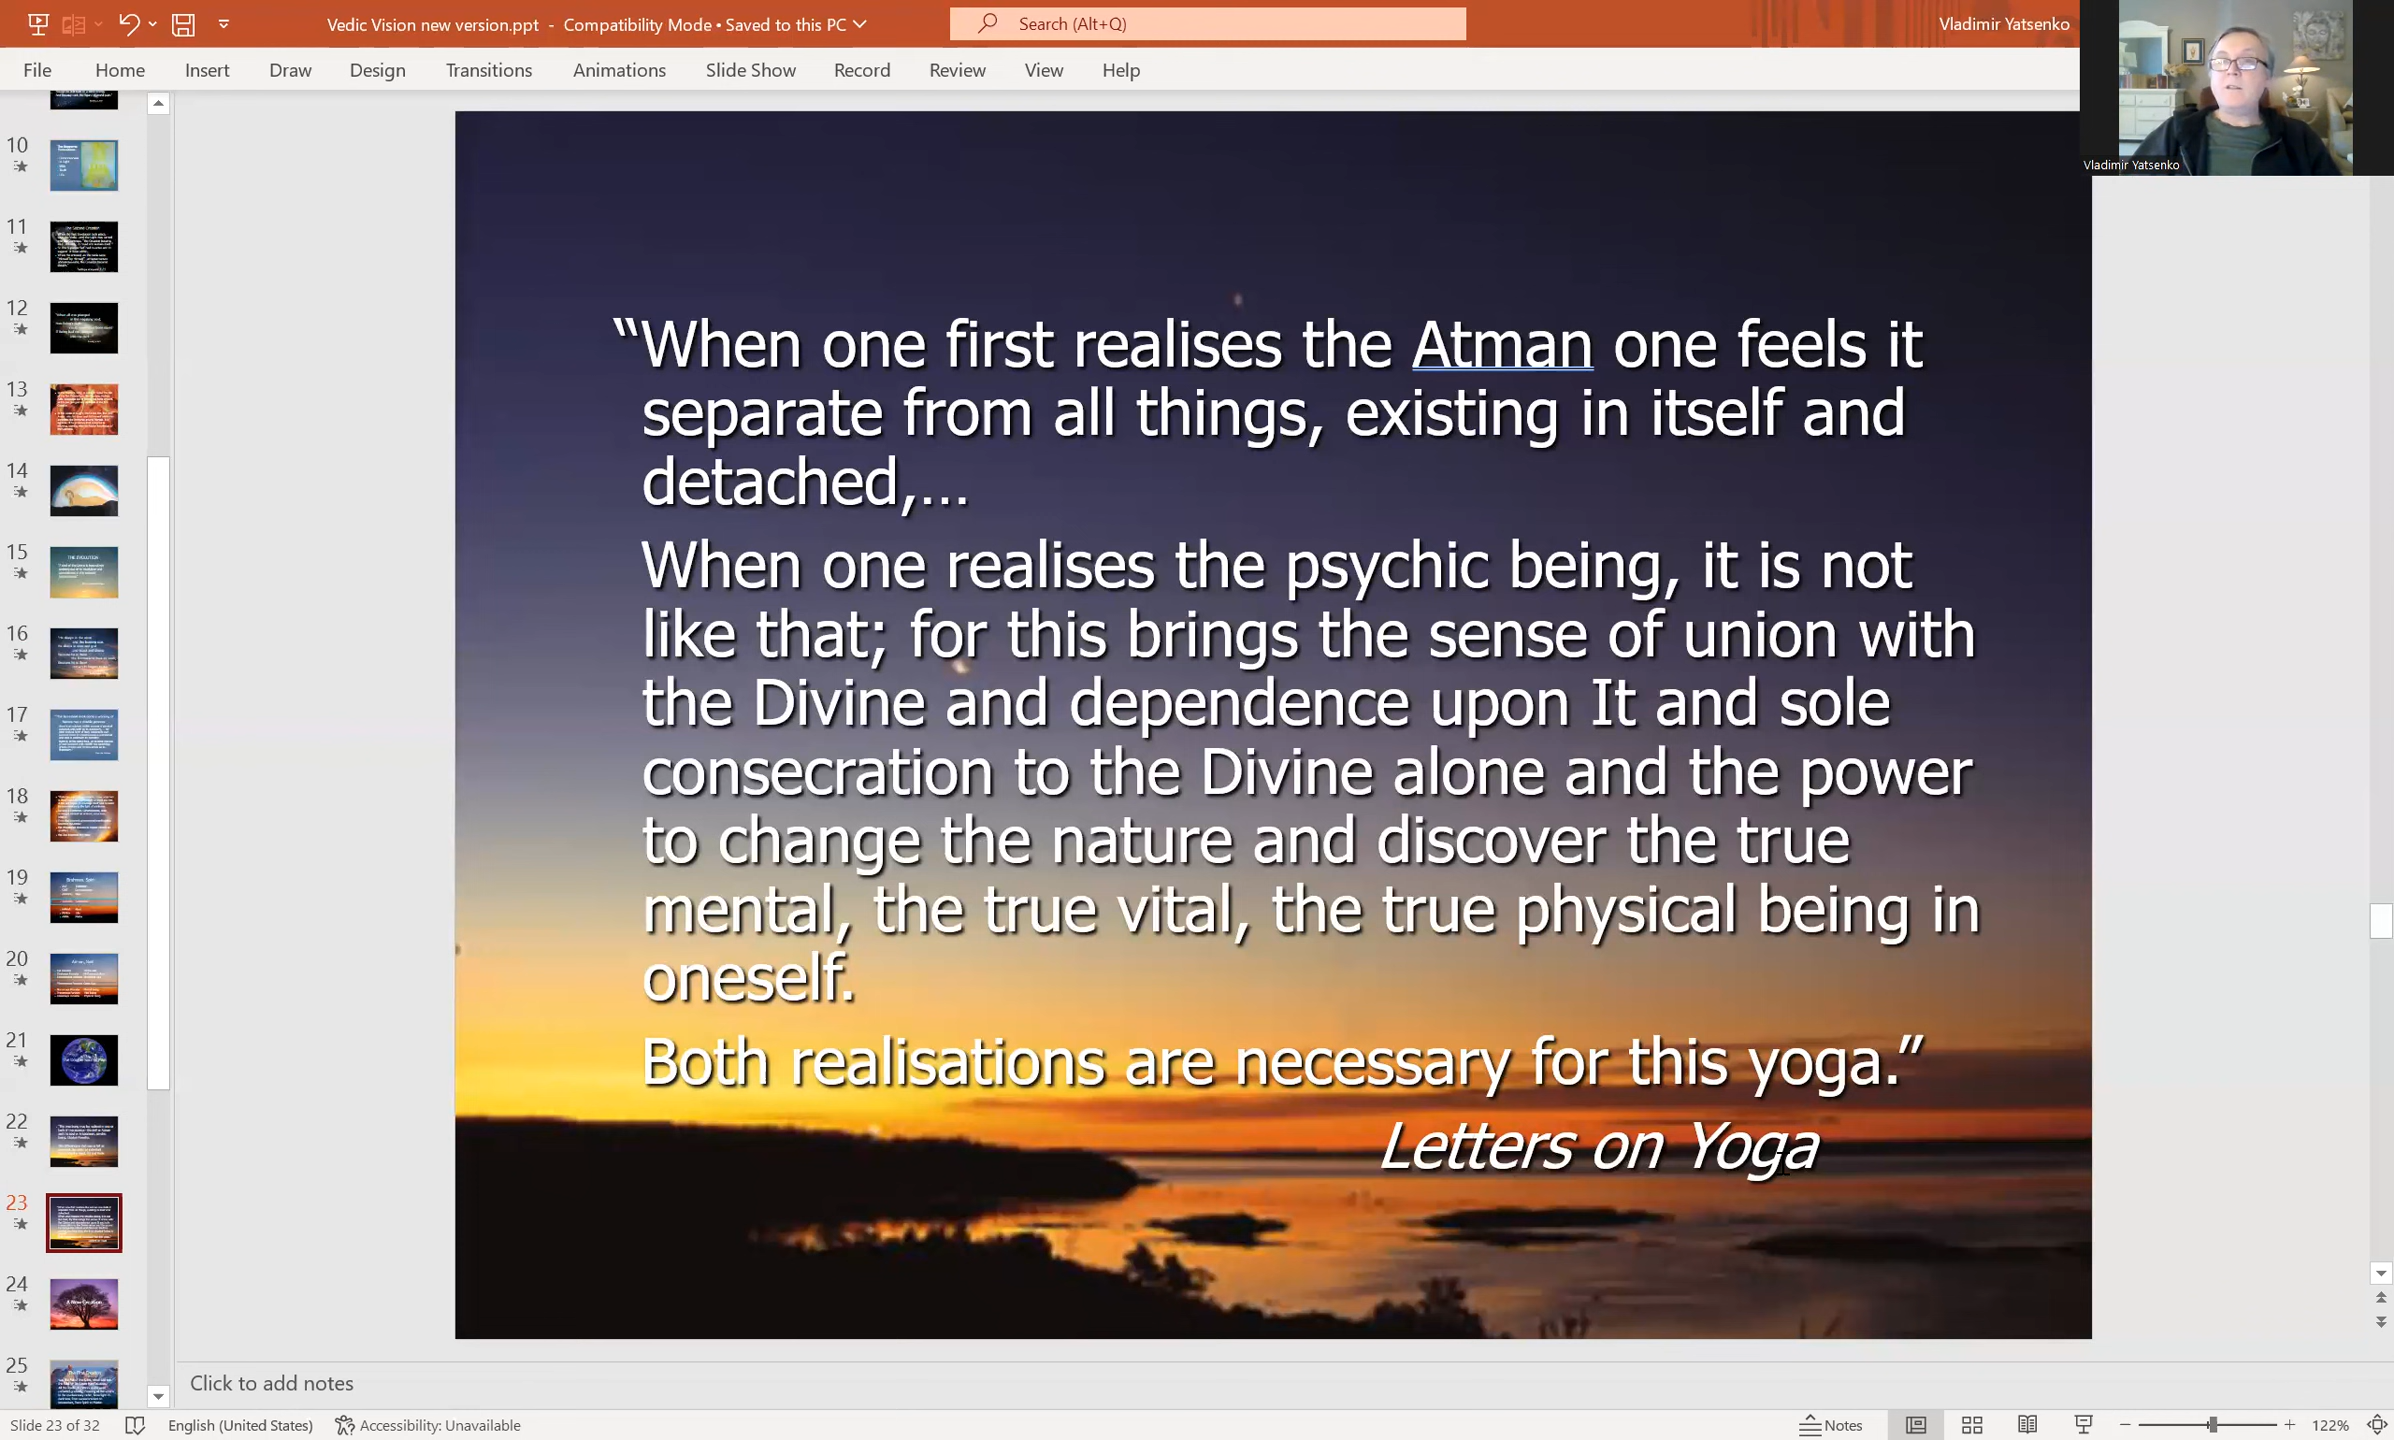 Vedic Vision new version.ppt - Compatibility Mode • Saved to this PC
Search (Alt+Q)
Vladimir Yatsenko
File Home Insert Draw Design Transitions Animations Slide Show Record Review View Help
Vladimir Yatsenko
10
11
12
13
14
15
THE EVOLUTION
16
17
18
19
20
21
22
23
24
25
“When one first realises the Atman one feels it
separate from all things, existing in itself and
detached,…
When one realises the psychic being, it is not
like that; for this brings the sense of union with
the Divine and dependence upon It and sole
consecration to the Divine alone and the power
to change the nature and discover the true
mental, the true vital, the true physical being in
oneself.
Both realisations are necessary for this yoga.”
Letters on Yoga
Click to add notes
Slide 23 of 32 English (United States) Accessibility: Unavailable Notes 122%